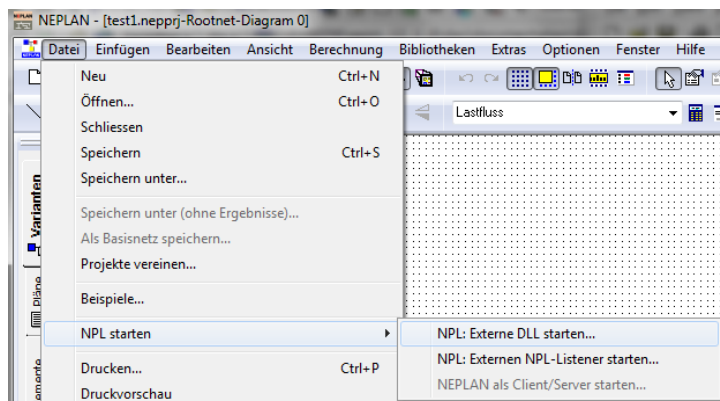 NEPLAN - [test1.nepprj-Rootnet-Diagram 0]
Datei Einfügen Bearbeiten Ansicht Berechnung Bibliotheken Extras Optionen Fenster Hilfe
Neu Ctrl+N
Öffnen... Ctrl+O
Lastfluss
Schliessen
Speichern Ctrl+S
Speichern unter...
Speichern unter (ohne Ergebnisse)...
Als Basisnetz speichern...
Projekte vereinen...
Beispiele...
NPL starten
NPL: Externe DLL starten...
NPL: Externen NPL-Listener starten...
NEPLAN als Client/Server starten...
Drucken... Ctrl+P
Druckvorschau
Varianten
Pläne